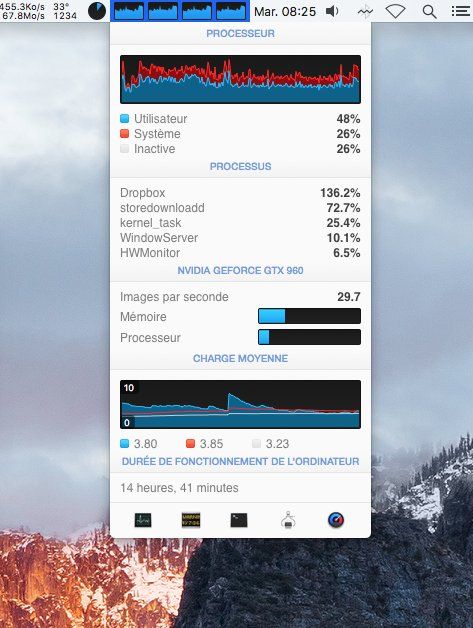 455.3Ko/s 33° Mar. 08:25
67.8Mo/s 1234
PROCESSEUR
Utilisateur 48%
Système 26%
Inactive 26%
PROCESSUS
Dropbox 136.2%
storedownloadd 72.7%
kernel_task 25.4%
WindowServer 10.1%
HWMonitor 6.5%
NVIDIA GEFORCE GTX 960
Images par seconde 29.7
Mémoire
Processeur
CHARGE MOYENNE
10
0
3.80 3.85 3.23
DURÉE DE FONCTIONNEMENT DE L'ORDINATEUR
14 heures, 41 minutes